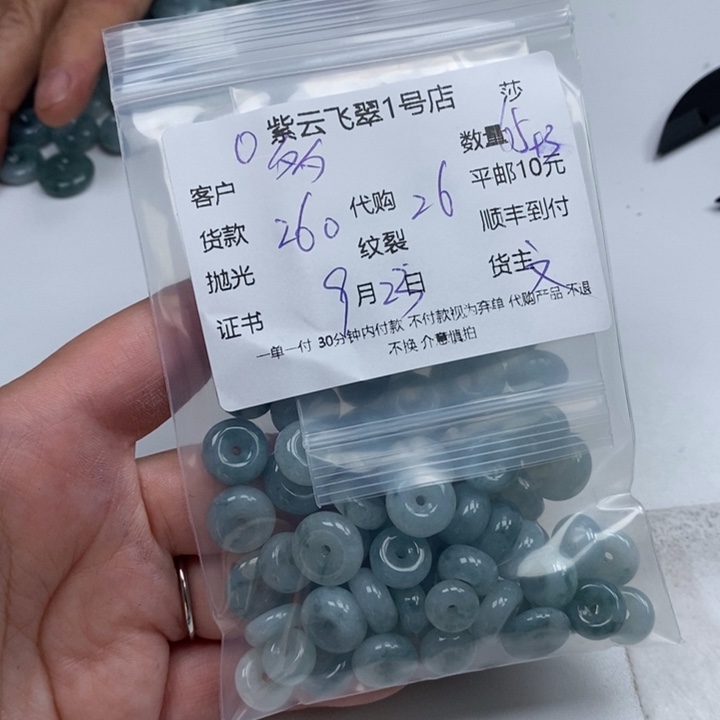 紫云飞翠1号店 莎
客户 数量
货款 260 代购 26 平邮10元
抛光 纹裂 顺丰到付
证书 9月25日 货主文
一单一付 30分钟内付款 不付款视为弃单 代购产品 不退
不换 介意慎拍